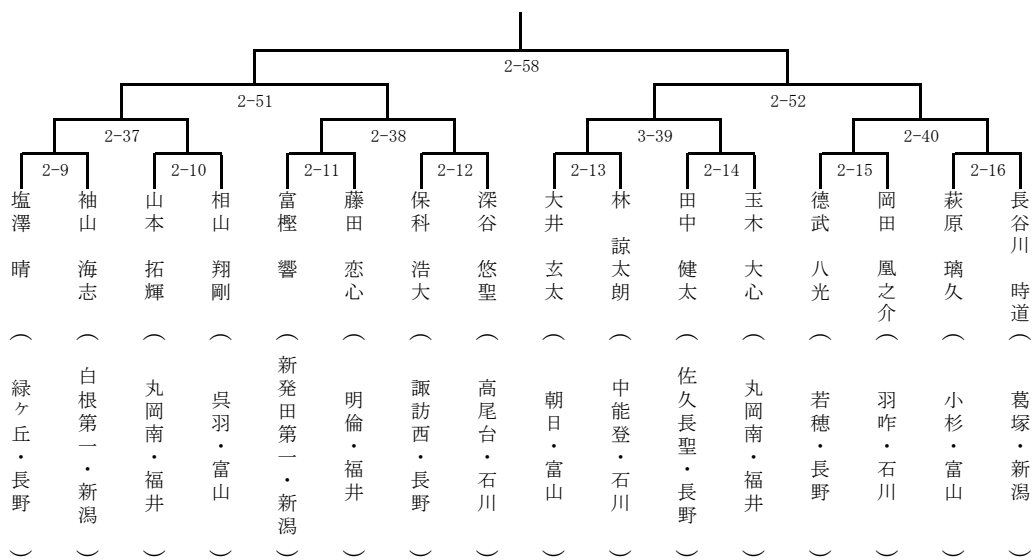 2-58
2-51
2-52
2-37
2-38
3-39
2-40
2-9
2-10
2-11
2-12
2-13
2-14
2-15
2-16
塩澤 晴 (緑ケ丘・長野)
袖山 海志 (白根第一・新潟)
山本 拓輝 (丸岡南・福井)
相山 翔剛 (呉羽・富山)
富樫 響 (新発田第一・新潟)
藤田 恋心 (明倫・福井)
保科 浩大 (諏訪西・長野)
深谷 悠聖 (高尾台・石川)
大井 玄太 (朝日・富山)
林 諒太朗 (中能登・石川)
田中 健太 (佐久長聖・長野)
玉木 大心 (丸岡南・福井)
德武 八光 (若穂・長野)
岡田 凰之介 (羽咋・石川)
萩原 璃久 (小杉・富山)
長谷川 時道 (葛塚・新潟)